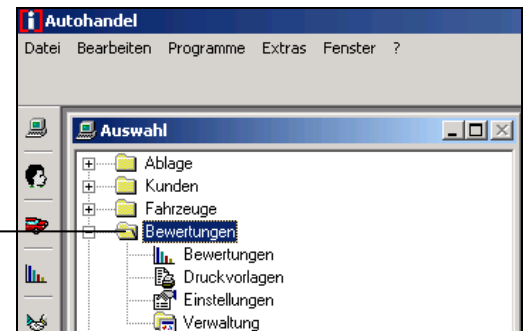 Autohandel
Datei Bearbeiten Programme Extras Fenster ?
Auswahl
Ablage
Kunden
Fahrzeuge
Bewertungen
Bewertungen
Druckvorlagen
Einstellungen
Verwaltung